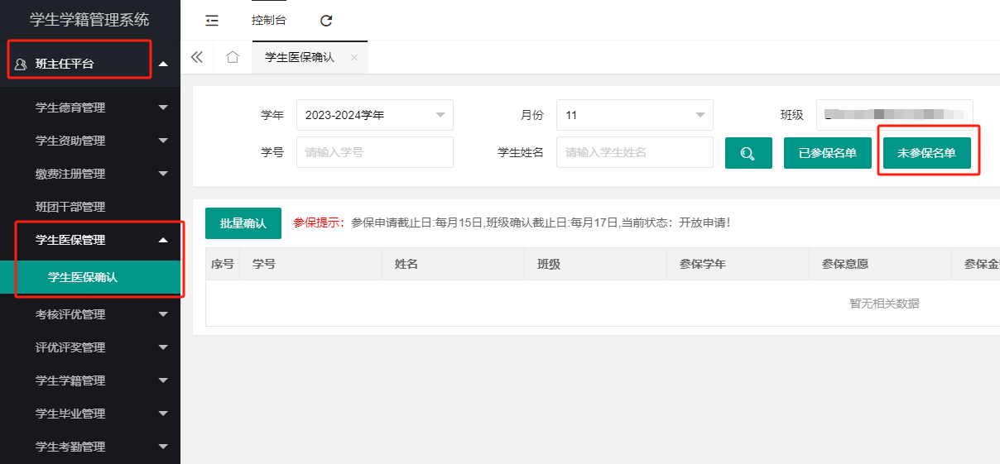 学生学籍管理系统
控制台
班主任平台
学生医保确认
学生德育管理
学生资助管理
缴费注册管理
班团干部管理
学生医保管理
学生医保确认
考核评优管理
评优评奖管理
学生学籍管理
学生毕业管理
学生考勤管理
学年 2023-2024学年 月份 11 班级
学号 请输入学号 学生姓名 请输入学生姓名 已参保名单 未参保名单
批量确认 参保提示：参保申请截止日:每月15日,班级确认截止日:每月17日,当前状态：开放申请！
序号 学号 姓名 班级 参保学年 参保意愿 参保金
暂无相关数据